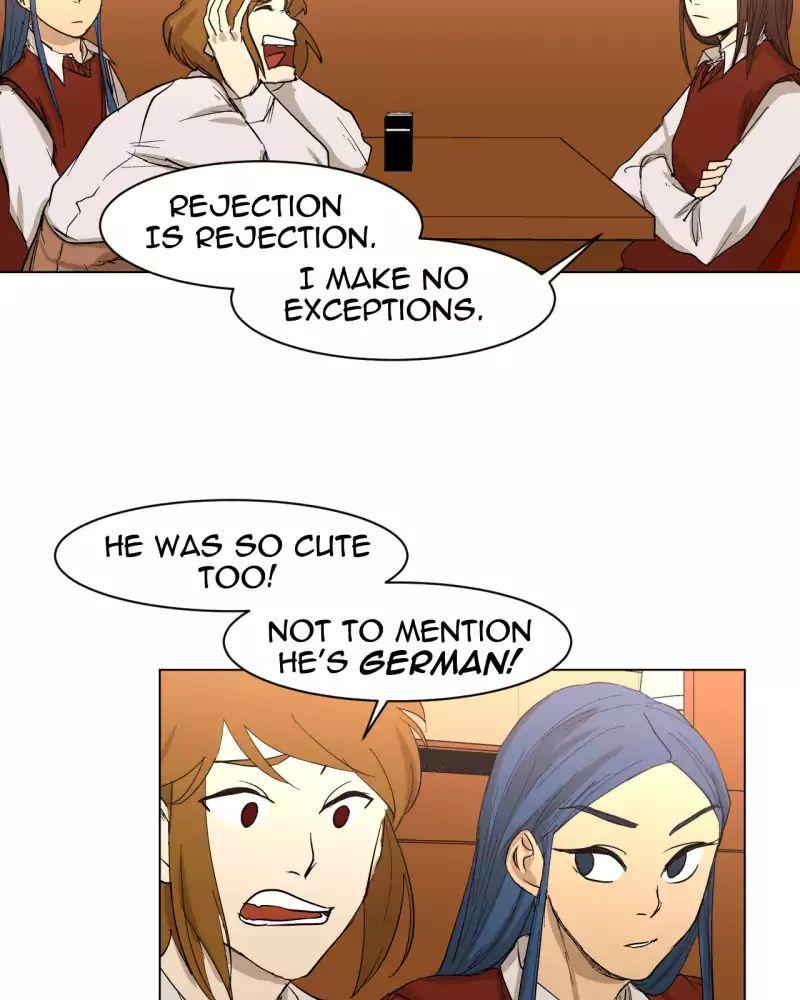 REJECTION
IS REJECTION.
I MAKE NO
EXCEPTIONS.
HE WAS SO CUTE
TOO!
NOT TO MENTION
HE'S GERMAN!